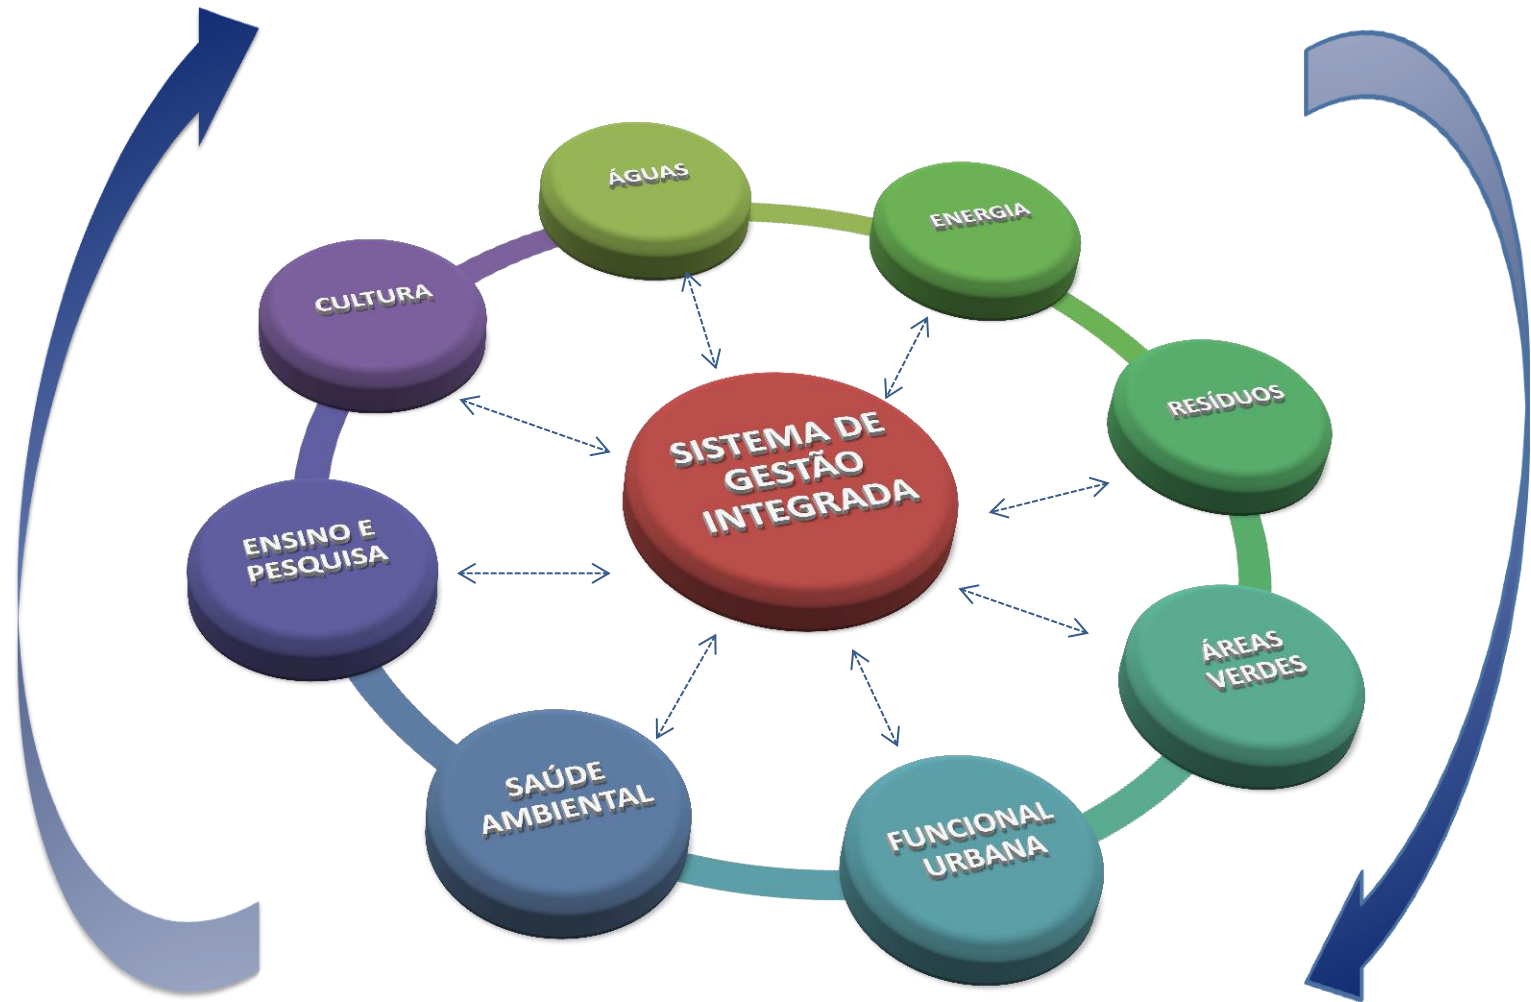 ÁGUAS
ENERGIA
CULTURA
RESÍDUOS
SISTEMA DE
GESTÃO
INTEGRADA
ENSINO E
PESQUISA
ÁREAS
VERDES
SAÚDE
AMBIENTAL
FUNCIONAL
URBANA